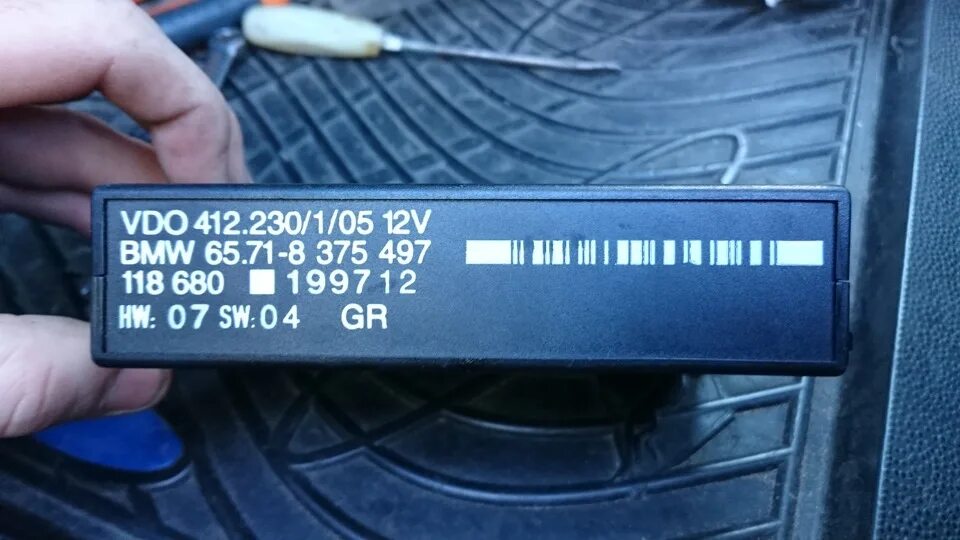 VDO 412.230/1/05 12V
BMW 65.71-8 375 497
118 680 199712
HW: 07 SW: 04 GR